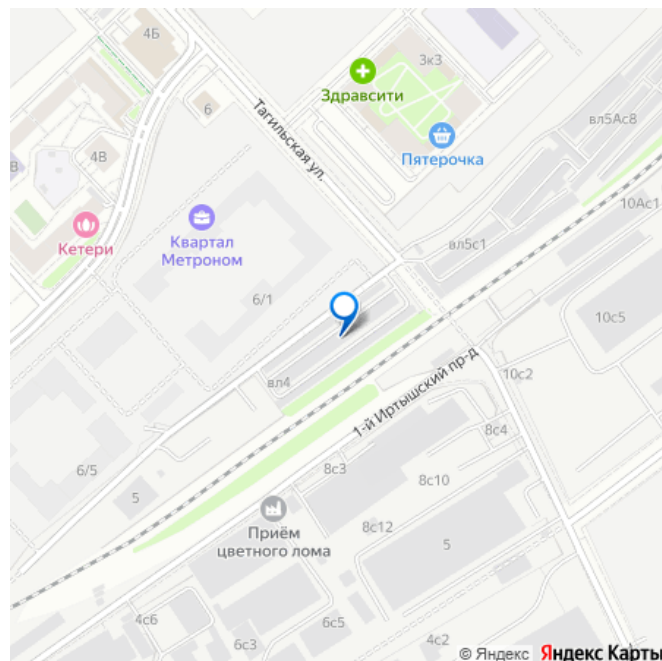 4Б
3к3
Здравсити
6
Тагильская ул.
вл5Ас8
Пятерочка
4В
В
10Ас1
Кетери
Квартал
Метроном
вл5с1
6/1
10с5
вл4
1-й Иртышский пр-д
10с2
8с4
6/5
8с3
8с10
5
Приём
цветного лома
8с12
5
4с6
6с5
6с3
4с2
© Яндекс Яндекс Карты